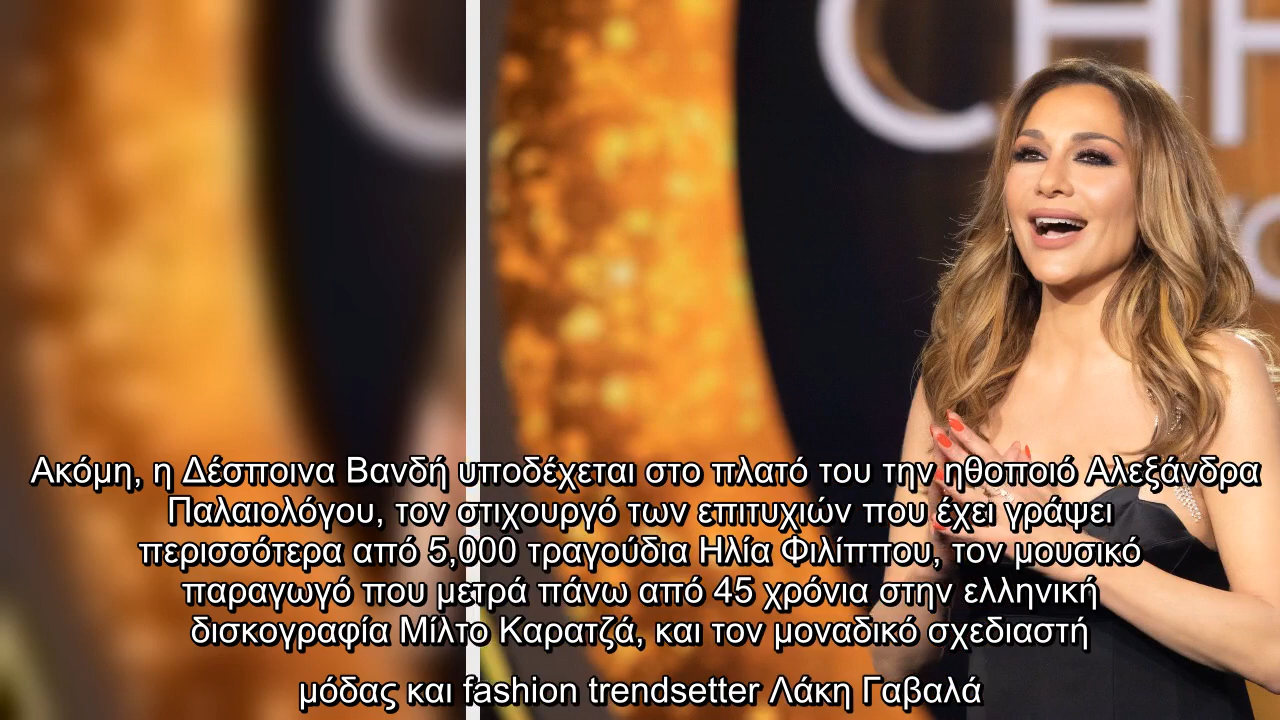 CHR
Ακόμη, η Δέσποινα Βανδή υποδέχεται στο πλατό του την ηθοποιό Αλεξάνδρα
Παλαιολόγου, τον στιχουργό των επιτυχιών που έχει γράψει
περισσότερα από 5,000 τραγούδια Ηλία Φιλίππου, τον μουσικό
παραγωγό που μετρά πάνω από 45 χρόνια στην ελληνική
δισκογραφία Μίλτο Καρατζά, και τον μοναδικό σχεδιαστή
μόδας και fashion trendsetter Λάκη Γαβαλά